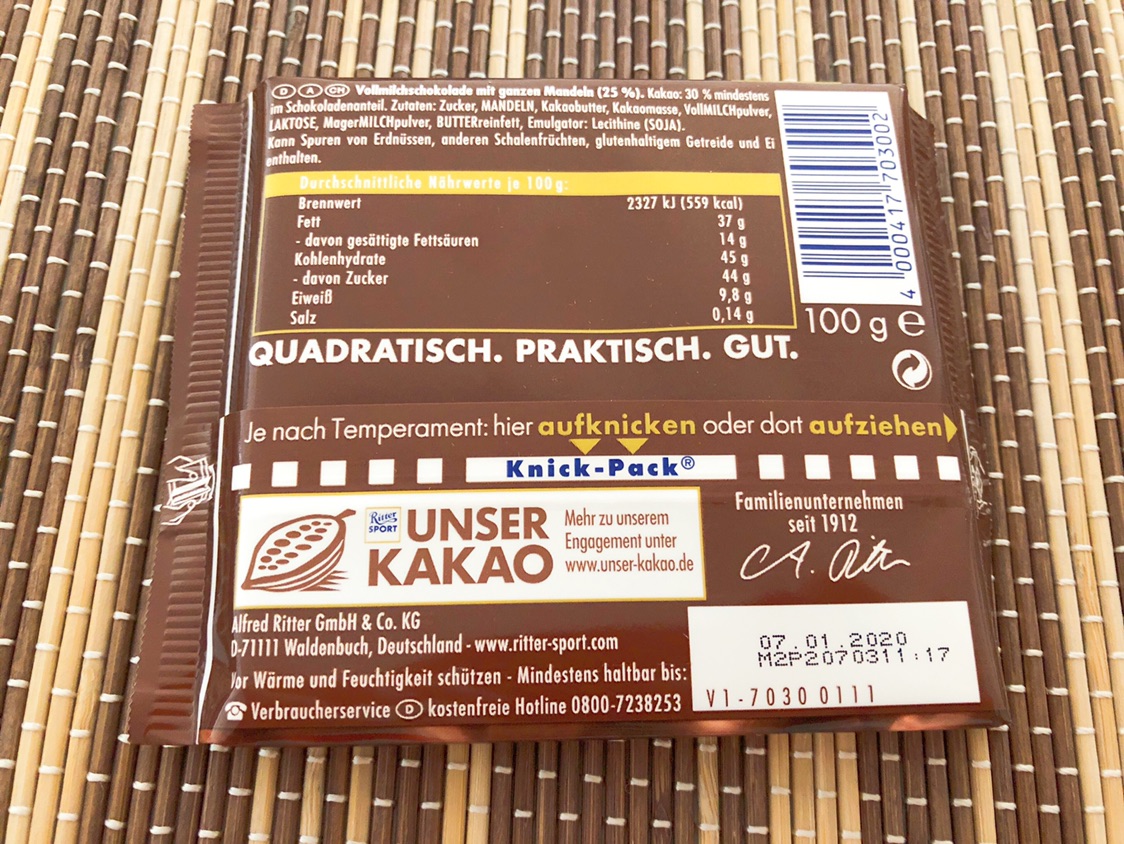 D A CH Vollmilchschokolade mit ganzen Mandeln (25 %). Kakao: 30 % mindestens
im Schokoladenanteil. Zutaten: Zucker, MANDELN, Kakaobutter, Kakaomasse, VollMILCHpulver,
LAKTOSE, MagerMILCHpulver, BUTTERreinfett, Emulgator: Lecithine (SOJA).
Kann Spuren von Erdnüssen, anderen Schalenfrüchten, glutenhaltigem Getreide und Ei
enthalten.
Durchschnittliche Nährwerte je 100 g:
Brennwert 2327 kJ (559 kcal)
Fett 37 g
- davon gesättigte Fettsäuren 14 g
Kohlenhydrate 45 g
- davon Zucker 44 g
Eiweiß 9,8 g
Salz 0,14 g
4 000417 703002
100 g e
QUADRATISCH. PRAKTISCH. GUT.
Je nach Temperament: hier aufknicken oder dort aufziehen
Knick-Pack®
Ritter
SPORT
UNSER
KAKAO
Mehr zu unserem
Engagement unter
www.unser-kakao.de
Familienunternehmen
seit 1912
A. Ritter
Alfred Ritter GmbH & Co. KG
D-71111 Waldenbuch, Deutschland - www.ritter-sport.com
Vor Wärme und Feuchtigkeit schützen - Mindestens haltbar bis:
Verbraucherservice D kostenfreie Hotline 0800-7238253
07.01.2020
M2P2070311:17
V1-7030 0111